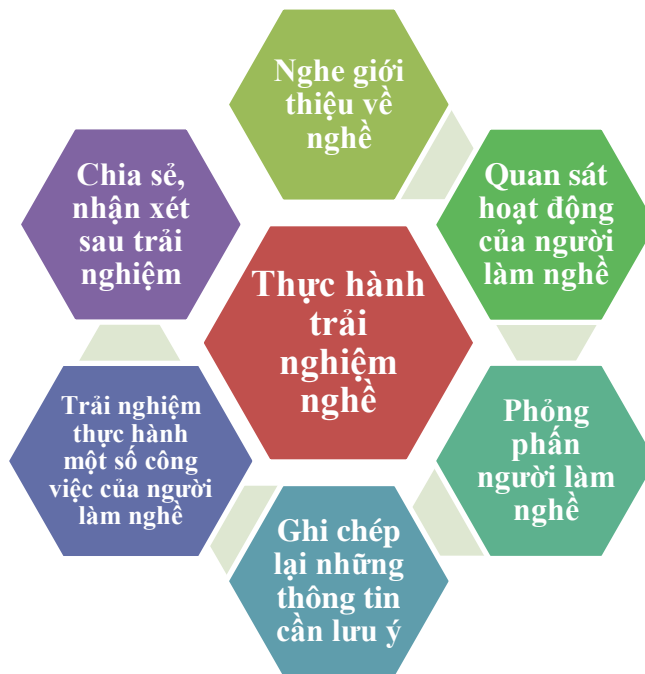 Nghe giới
thiệu về
nghề
Quan sát
hoạt động
của người
làm nghề
Phỏng
phấn
người làm
nghề
Ghi chép
lại những
thông tin
cần lưu ý
Trải nghiệm
thực hành
một số công
việc của người
làm nghề
Chia sẻ,
nhận xét
sau trải
nghiệm
Thực hành
trải
nghiệm
nghề